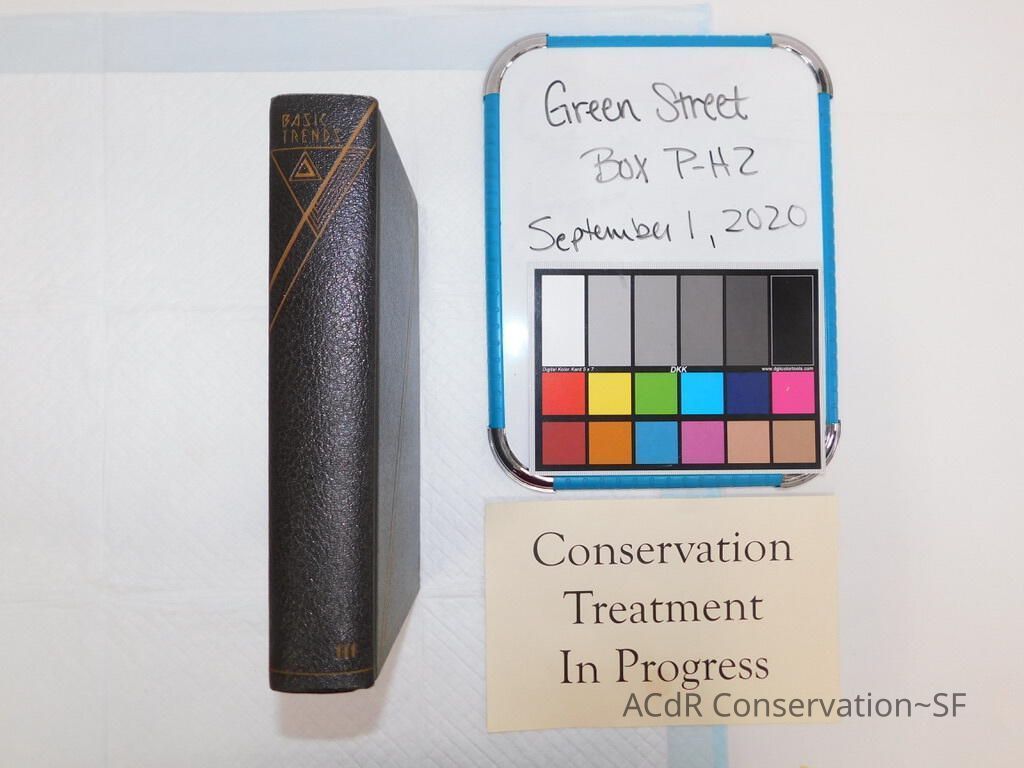 BASIC
TRENDS
III
Green Street
Box P-H2
September 1, 2020
Digital Kolor Kard 5 x 7
DKK
www.dgkcolortools.com
Conservation
Treatment
In Progress
ACdR Conservation~SF